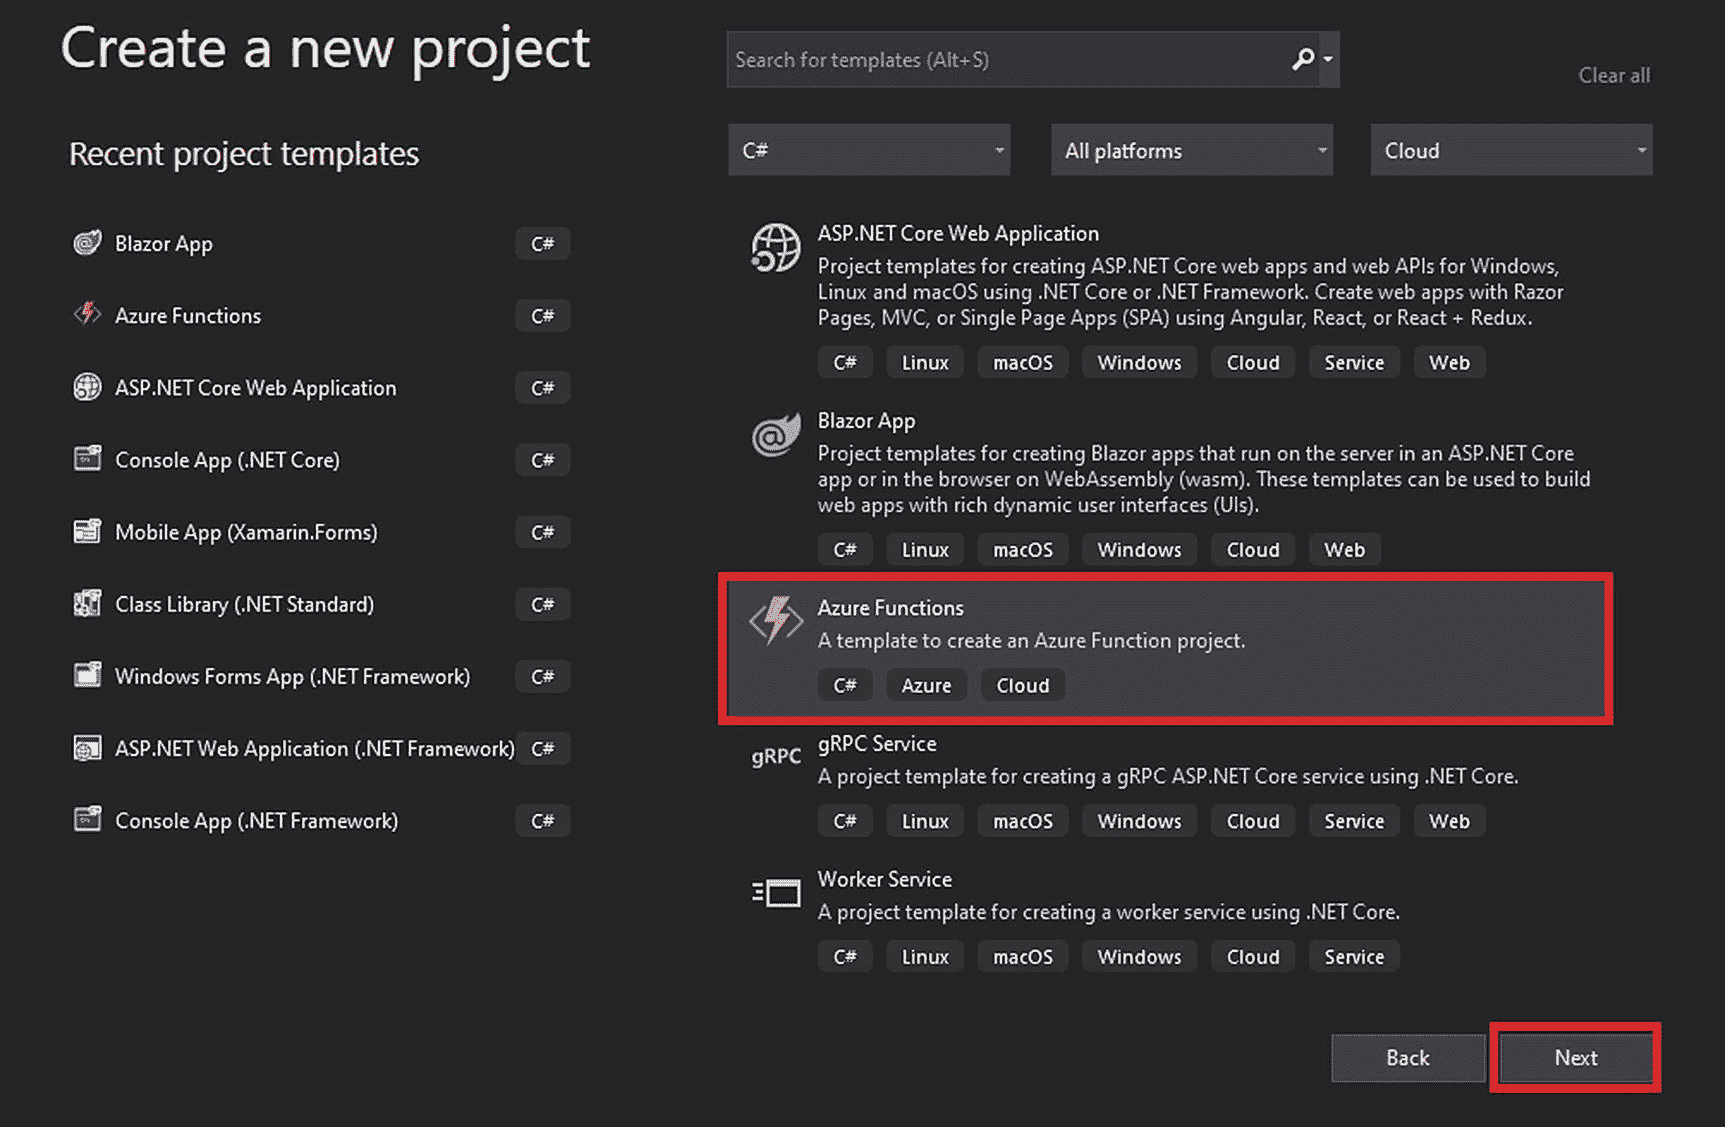 Create a new project
Search for templates (Alt+S)
Clear all
C#
All platforms
Cloud
Recent project templates
Blazor App C#
Azure Functions C#
ASP.NET Core Web Application C#
Console App (.NET Core) C#
Mobile App (Xamarin.Forms) C#
Class Library (.NET Standard) C#
Windows Forms App (.NET Framework) C#
ASP.NET Web Application (.NET Framework) C#
Console App (.NET Framework) C#
ASP.NET Core Web Application
Project templates for creating ASP.NET Core web apps and web APIs for Windows,
Linux and macOS using .NET Core or .NET Framework. Create web apps with Razor
Pages, MVC, or Single Page Apps (SPA) using Angular, React, or React + Redux.
C# Linux macOS Windows Cloud Service Web
Blazor App
Project templates for creating Blazor apps that run on the server in an ASP.NET Core
app or in the browser on WebAssembly (wasm). These templates can be used to build
web apps with rich dynamic user interfaces (UIs).
C# Linux macOS Windows Cloud Web
Azure Functions
A template to create an Azure Function project.
C# Azure Cloud
gRPC
gRPC Service
A project template for creating a gRPC ASP.NET Core service using .NET Core.
C# Linux macOS Windows Cloud Service Web
Worker Service
A project template for creating a worker service using .NET Core.
C# Linux macOS Windows Cloud Service
Back
Next